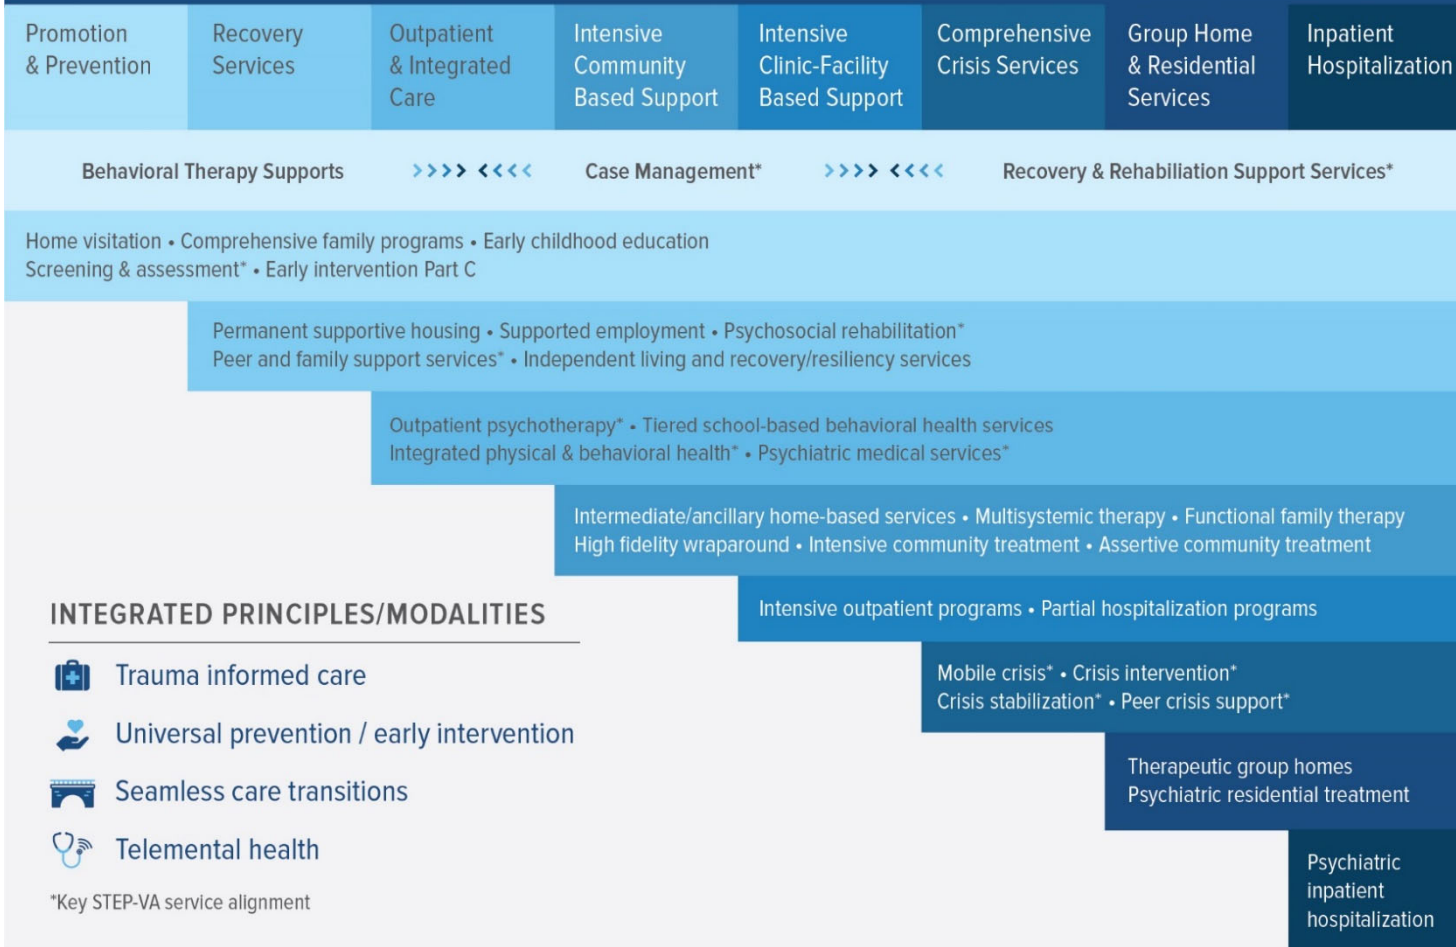 Promotion
& Prevention
Recovery
Services
Outpatient
& Integrated
Care
Intensive
Community
Based Support
Intensive
Clinic-Facility
Based Support
Comprehensive
Crisis Services
Group Home
& Residential
Services
Inpatient
Hospitalization
Behavioral Therapy Supports >>>> <<<< Case Management* >>>> <<<< Recovery & Rehabiliation Support Services*
Home visitation • Comprehensive family programs • Early childhood education
Screening & assessment* • Early intervention Part C
Permanent supportive housing • Supported employment • Psychosocial rehabilitation*
Peer and family support services* • Independent living and recovery/resiliency services
Outpatient psychotherapy* • Tiered school-based behavioral health services
Integrated physical & behavioral health* • Psychiatric medical services*
Intermediate/ancillary home-based services • Multisystemic therapy • Functional family therapy
High fidelity wraparound • Intensive community treatment • Assertive community treatment
Intensive outpatient programs • Partial hospitalization programs
Mobile crisis* • Crisis intervention*
Crisis stabilization* • Peer crisis support*
Therapeutic group homes
Psychiatric residential treatment
Psychiatric
inpatient
hospitalization
INTEGRATED PRINCIPLES/MODALITIES
Trauma informed care
Universal prevention / early intervention
Seamless care transitions
Telemental health
*Key STEP-VA service alignment